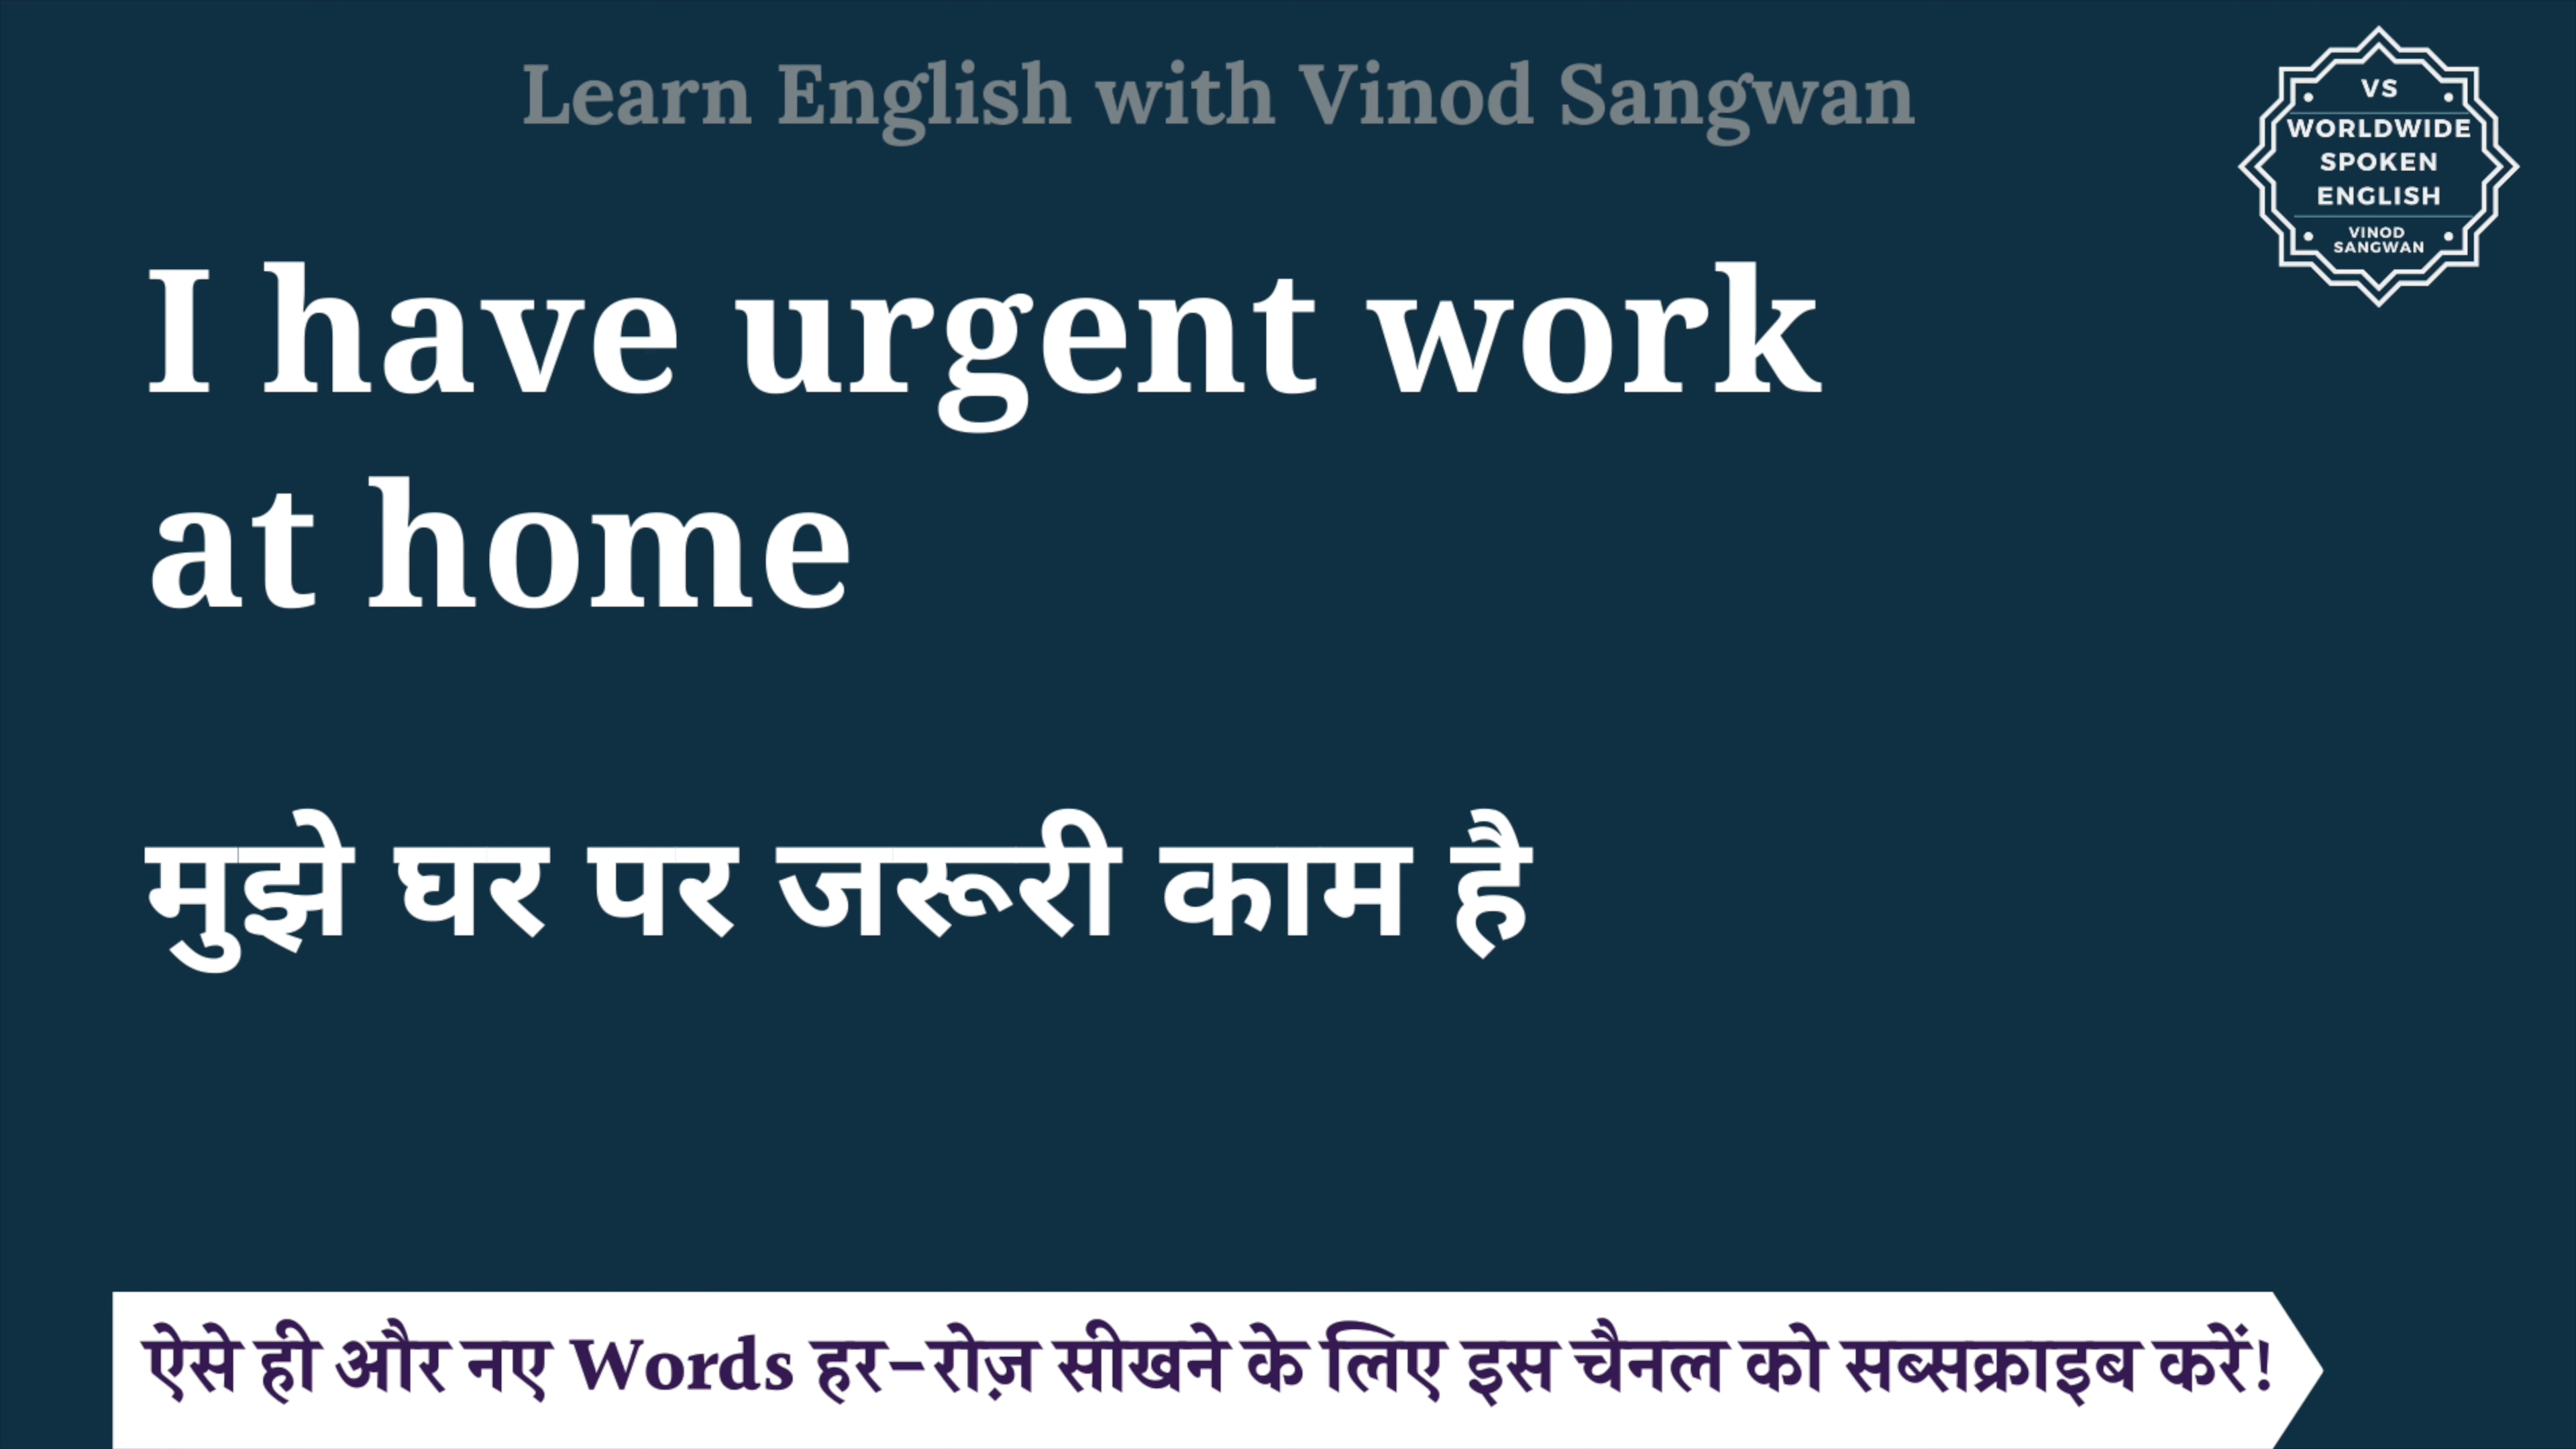 Learn English with Vinod Sangwan
VS
WORLDWIDE
SPOKEN
ENGLISH
VINOD
SANGWAN
I have urgent work
at home
मुझे घर पर जरूरी काम है
ऐसे ही और नए Words हर-रोज़ सीखने के लिए इस चैनल को सब्सक्राइब करें!